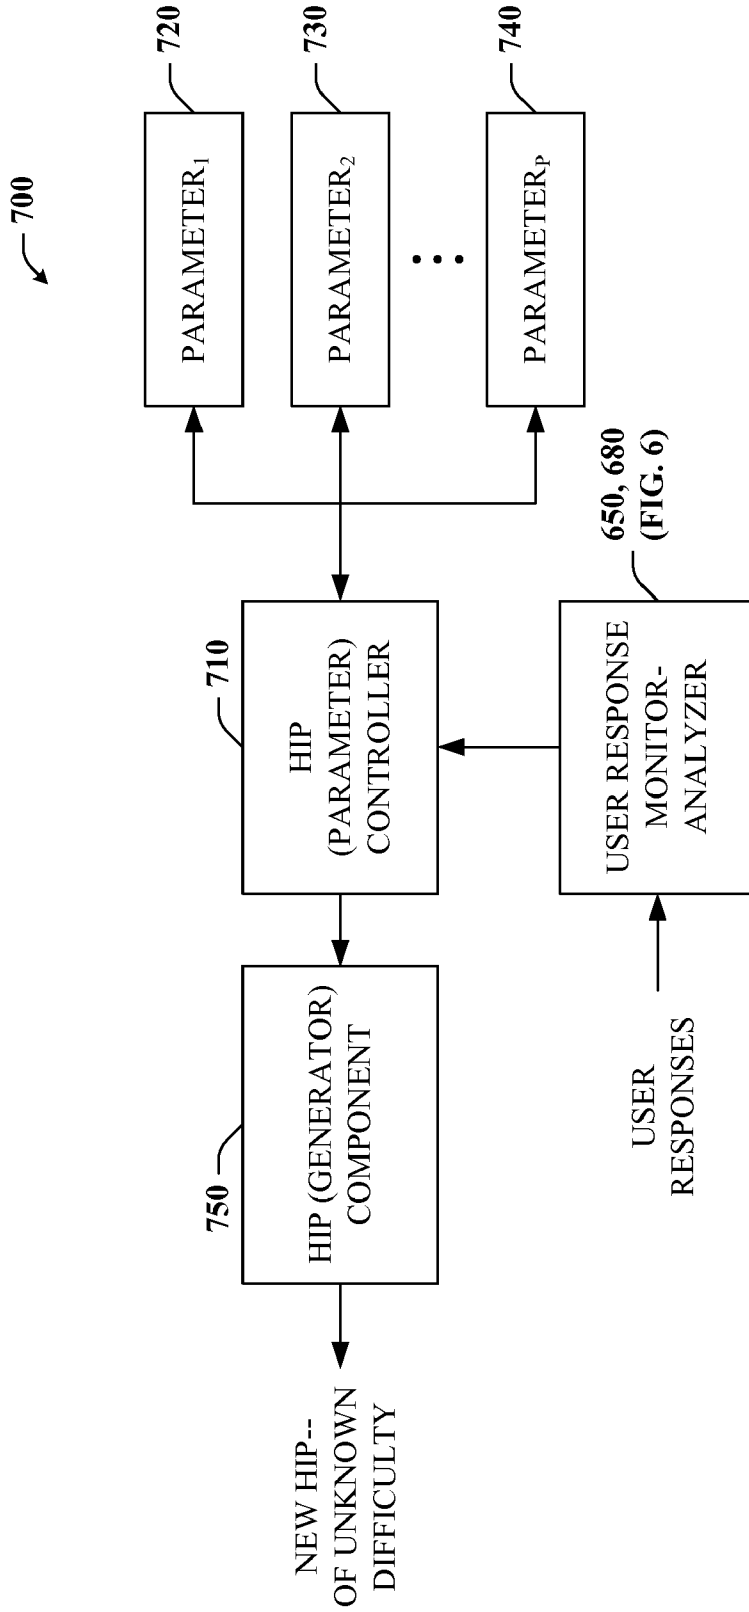 700
720
PARAMETER1
730
PARAMETER2
740
PARAMETERP
710
HIP
(PARAMETER)
CONTROLLER
750
HIP (GENERATOR)
COMPONENT
NEW HIP--
OF UNKNOWN
DIFFICULTY
650, 680
(FIG. 6)
USER RESPONSE
MONITOR-
ANALYZER
USER
RESPONSES